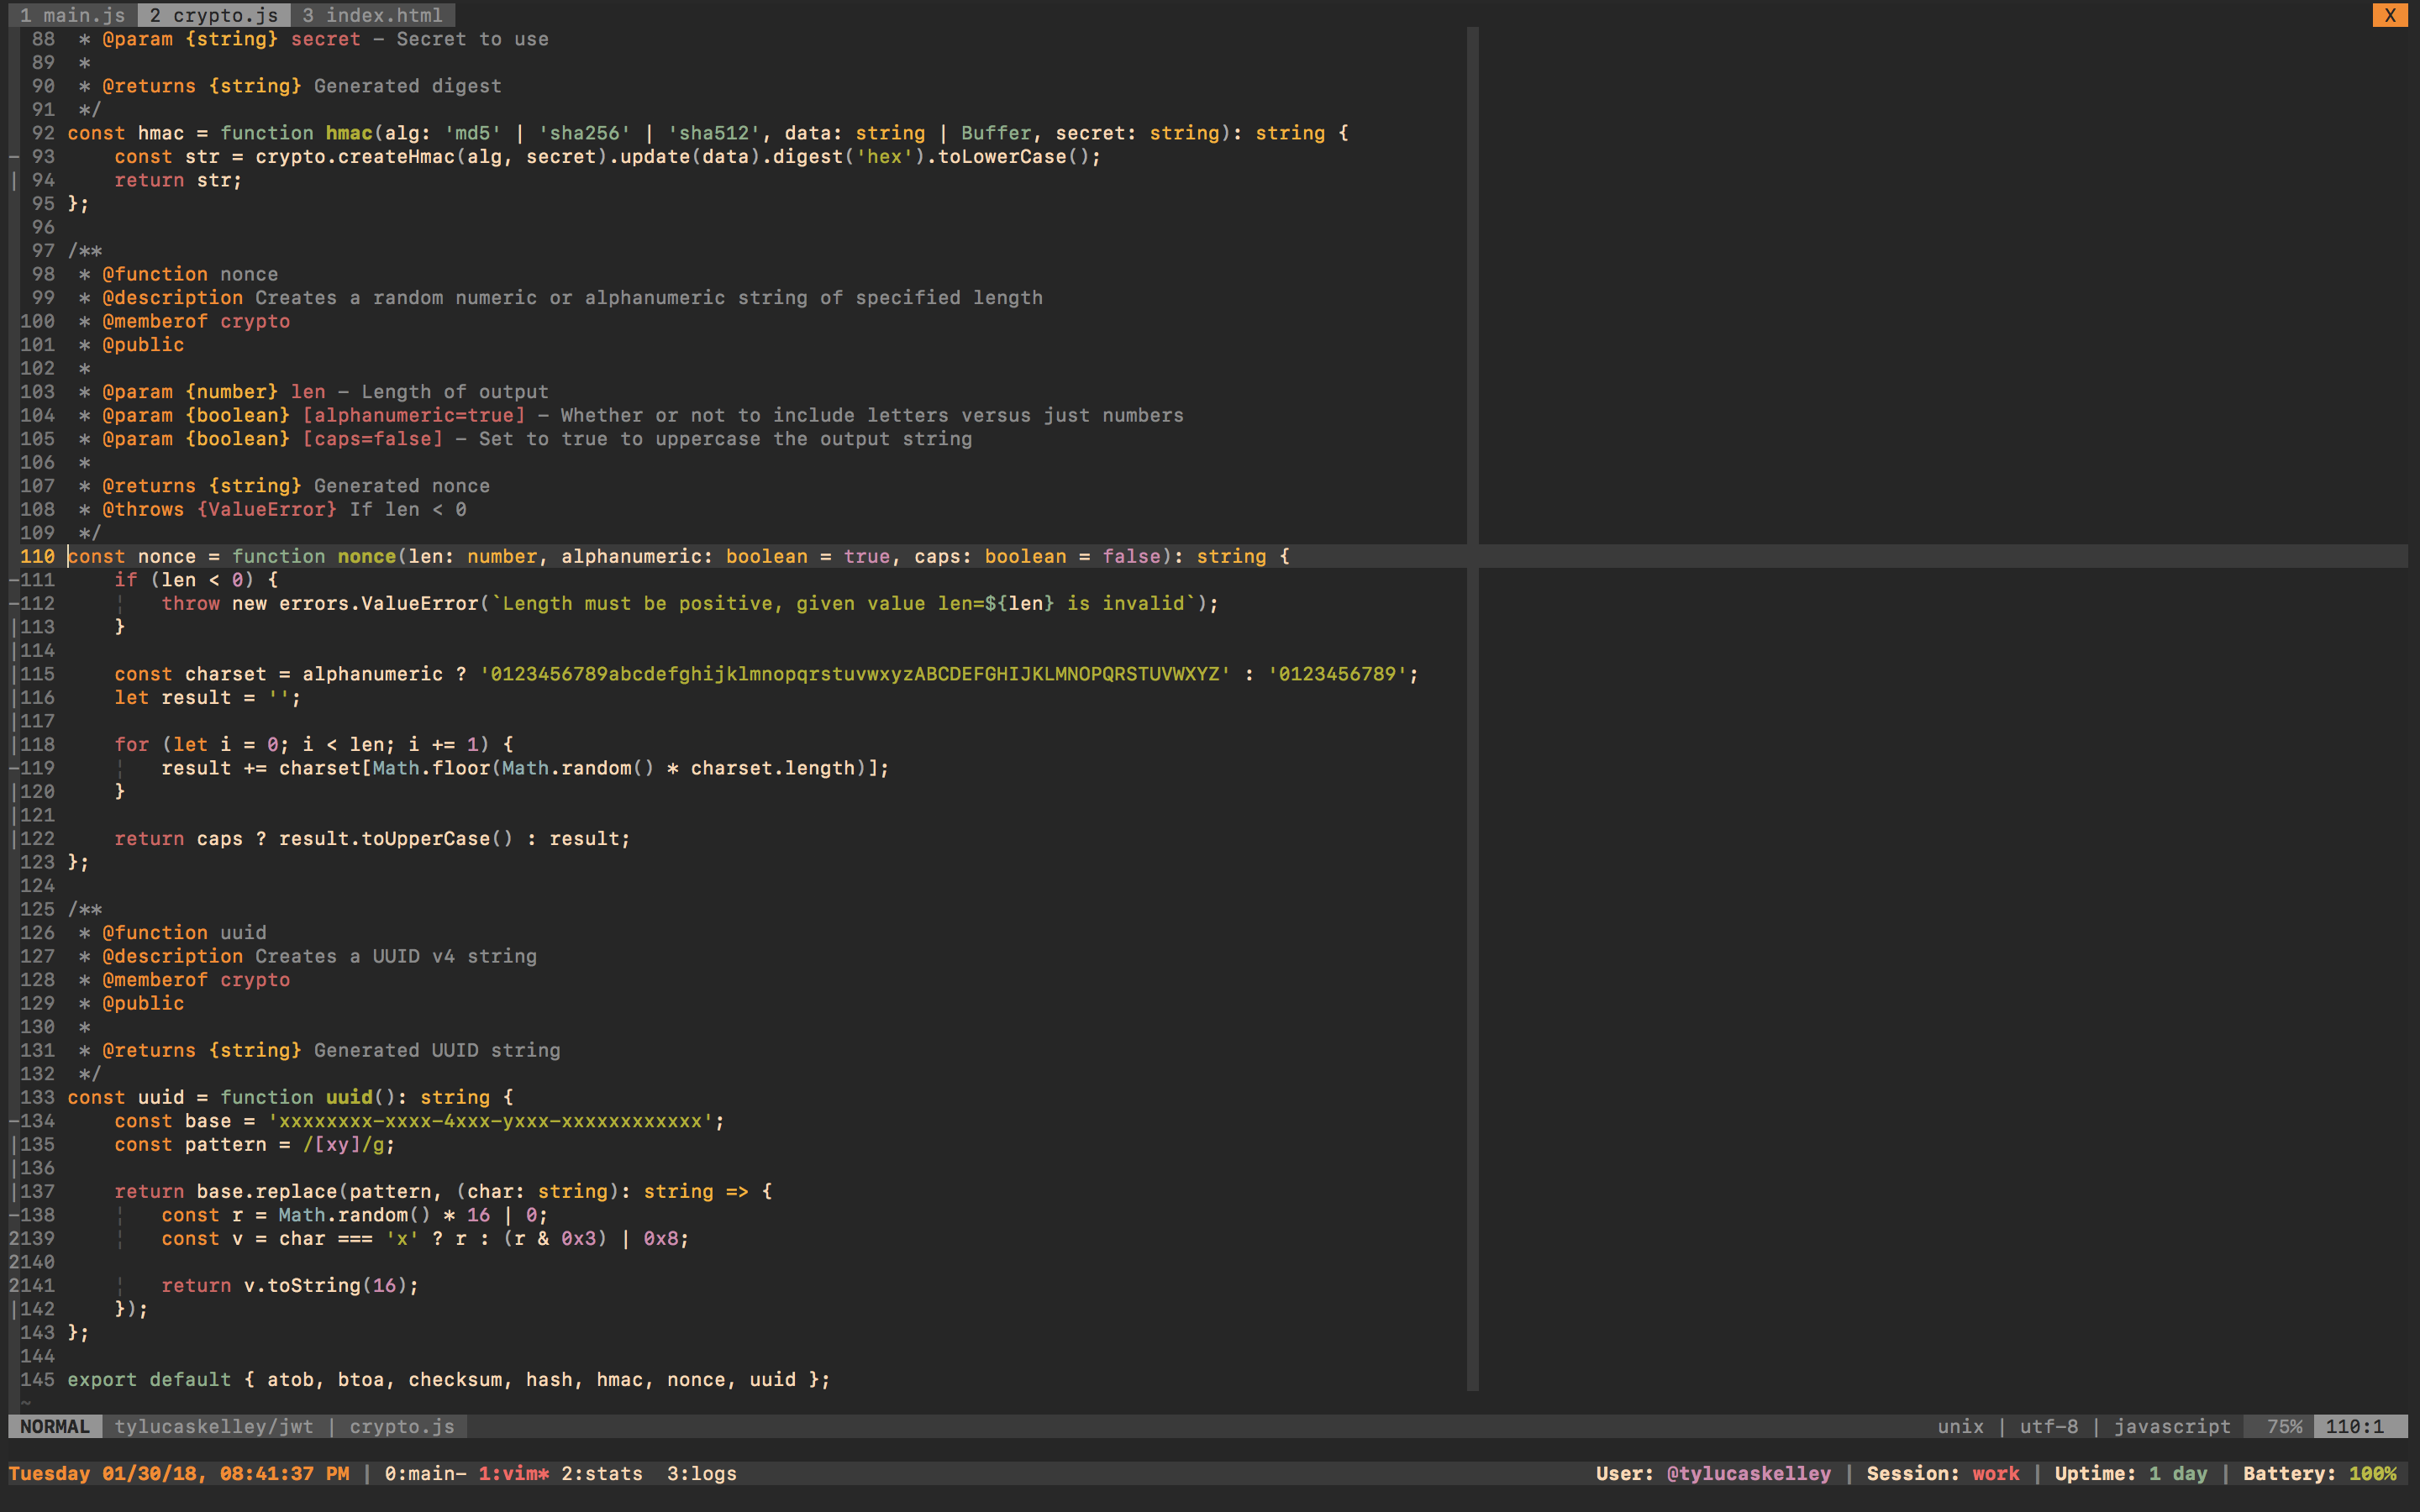 1 main.js 2 crypto.js 3 index.html X
88 * @param {string} secret - Secret to use
89 *
90 * @returns {string} Generated digest
91 */
92 const hmac = function hmac(alg: 'md5' | 'sha256' | 'sha512', data: string | Buffer, secret: string): string {
- 93     const str = crypto.createHmac(alg, secret).update(data).digest('hex').toLowerCase();
| 94     return str;
95 };
96
97 /**
98 * @function nonce
99 * @description Creates a random numeric or alphanumeric string of specified length
100 * @memberof crypto
101 * @public
102 *
103 * @param {number} len - Length of output
104 * @param {boolean} [alphanumeric=true] - Whether or not to include letters versus just numbers
105 * @param {boolean} [caps=false] - Set to true to uppercase the output string
106 *
107 * @returns {string} Generated nonce
108 * @throws {ValueError} If len < 0
109 */
110 const nonce = function nonce(len: number, alphanumeric: boolean = true, caps: boolean = false): string {
-111     if (len < 0) {
-112     ¦   throw new errors.ValueError(`Length must be positive, given value len=${len} is invalid`);
|113     }
|114
|115     const charset = alphanumeric ? '0123456789abcdefghijklmnopqrstuvwxyzABCDEFGHIJKLMNOPQRSTUVWXYZ' : '0123456789';
|116     let result = '';
|117
|118     for (let i = 0; i < len; i += 1) {
-119     ¦   result += charset[Math.floor(Math.random() * charset.length)];
|120     }
|121
|122     return caps ? result.toUpperCase() : result;
123 };
124
125 /**
126 * @function uuid
127 * @description Creates a UUID v4 string
128 * @memberof crypto
129 * @public
130 *
131 * @returns {string} Generated UUID string
132 */
133 const uuid = function uuid(): string {
-134     const base = 'xxxxxxxx-xxxx-4xxx-yxxx-xxxxxxxxxxxx';
|135     const pattern = /[xy]/g;
|136
|137     return base.replace(pattern, (char: string): string => {
-138     ¦   const r = Math.random() * 16 | 0;
2139     ¦   const v = char === 'x' ? r : (r & 0x3) | 0x8;
2140
2141     ¦   return v.toString(16);
|142     });
143 };
144
145 export default { atob, btoa, checksum, hash, hmac, nonce, uuid };
~
NORMAL tylucaskelley/jwt | crypto.js unix | utf-8 | javascript 75% 110:1
Tuesday 01/30/18, 08:41:37 PM | 0:main- 1:vim* 2:stats 3:logs User: @tylucaskelley | Session: work | Uptime: 1 day | Battery: 100%